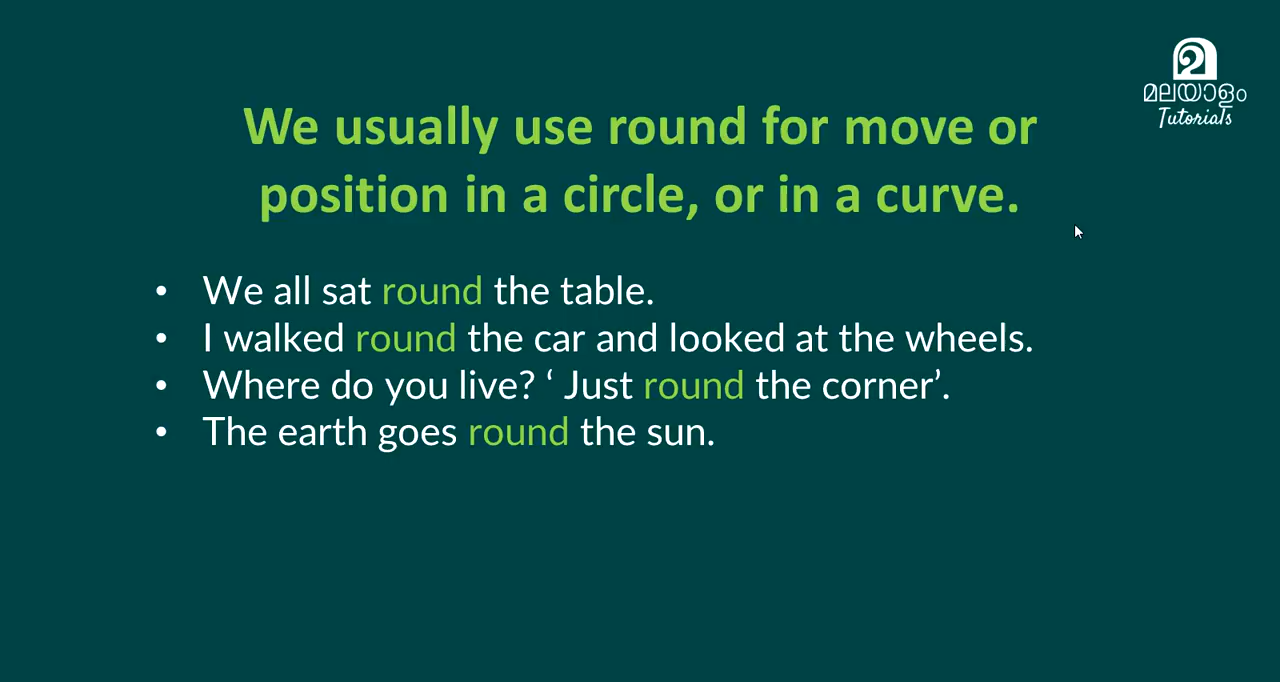 മലയാളം
Tutorials
We usually use round for move or
position in a circle, or in a curve.
• We all sat round the table.
• I walked round the car and looked at the wheels.
• Where do you live? ‘ Just round the corner’.
• The earth goes round the sun.